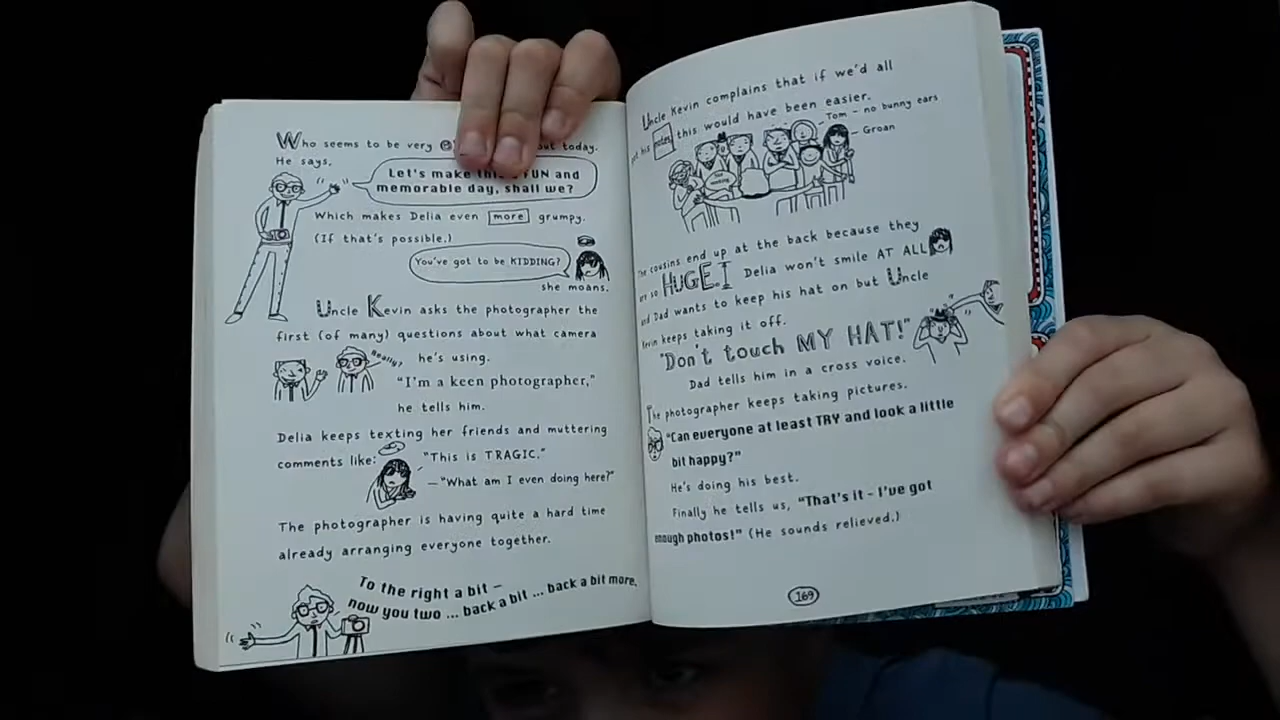 Who seems to be very out today.
He says,
Let's make this a FUN and
memorable day, shall we?
Which makes Delia even more grumpy.
(If that's possible.)
You've got to be KIDDING?
she moans.
Uncle Kevin asks the photographer the
first (of many) questions about what camera
Really?
he's using.
"I'm a keen photographer,"
he tells him.
Delia keeps texting her friends and muttering
comments like: "This is TRAGIC."
- "What am I even doing here?"
The photographer is having quite a hard time
already arranging everyone together.
To the right a bit -
now you two ... back a bit ... back a bit more.
Uncle Kevin complains that if we'd all
got his notes this would have been easier.
Tom - no bunny ears
Groan
The cousins end up at the back because they
are so HUGE. Delia won't smile AT ALL
and Dad wants to keep his hat on but Uncle
Kevin keeps taking it off.
"Don't touch MY HAT!"
Dad tells him in a cross voice.
The photographer keeps taking pictures.
"Can everyone at least TRY and look a little
bit happy?"
He's doing his best.
Finally he tells us, "That's it - I've got
enough photos!" (He sounds relieved.)
169